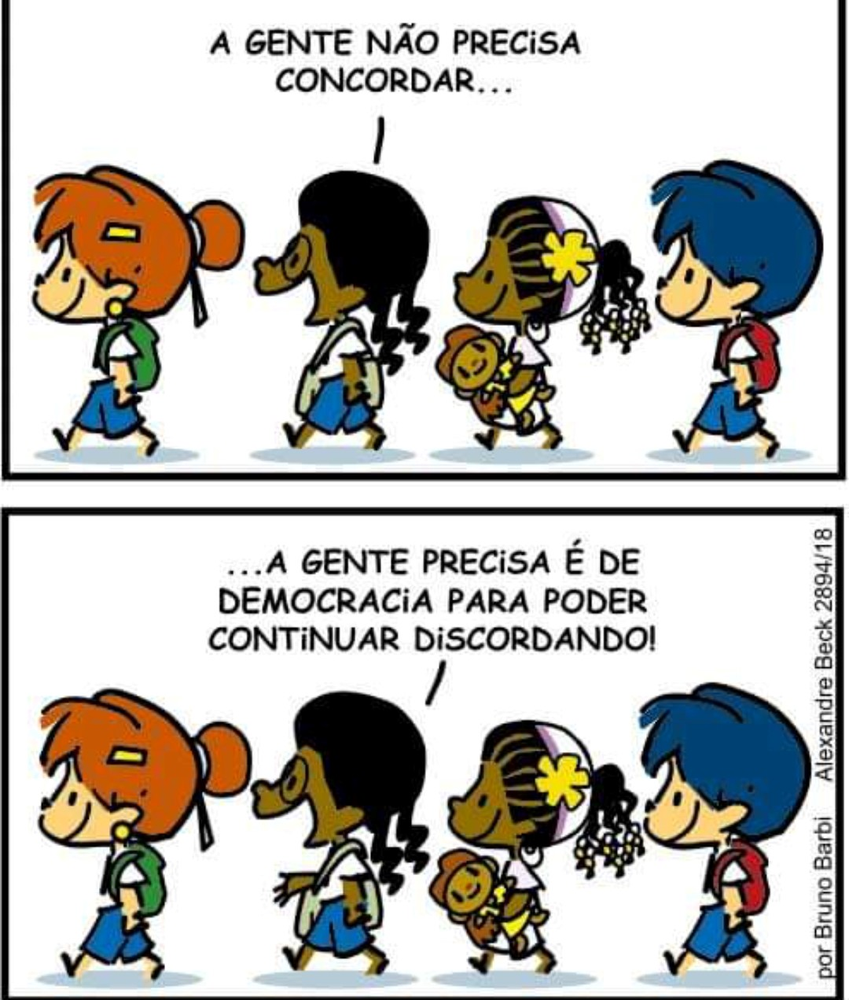 A GENTE NÃO PRECISA
CONCORDAR...
...A GENTE PRECISA É DE
DEMOCRACIA PARA PODER
CONTINUAR DISCORDANDO!
por Bruno Barbi Alexandre Beck 2894/18